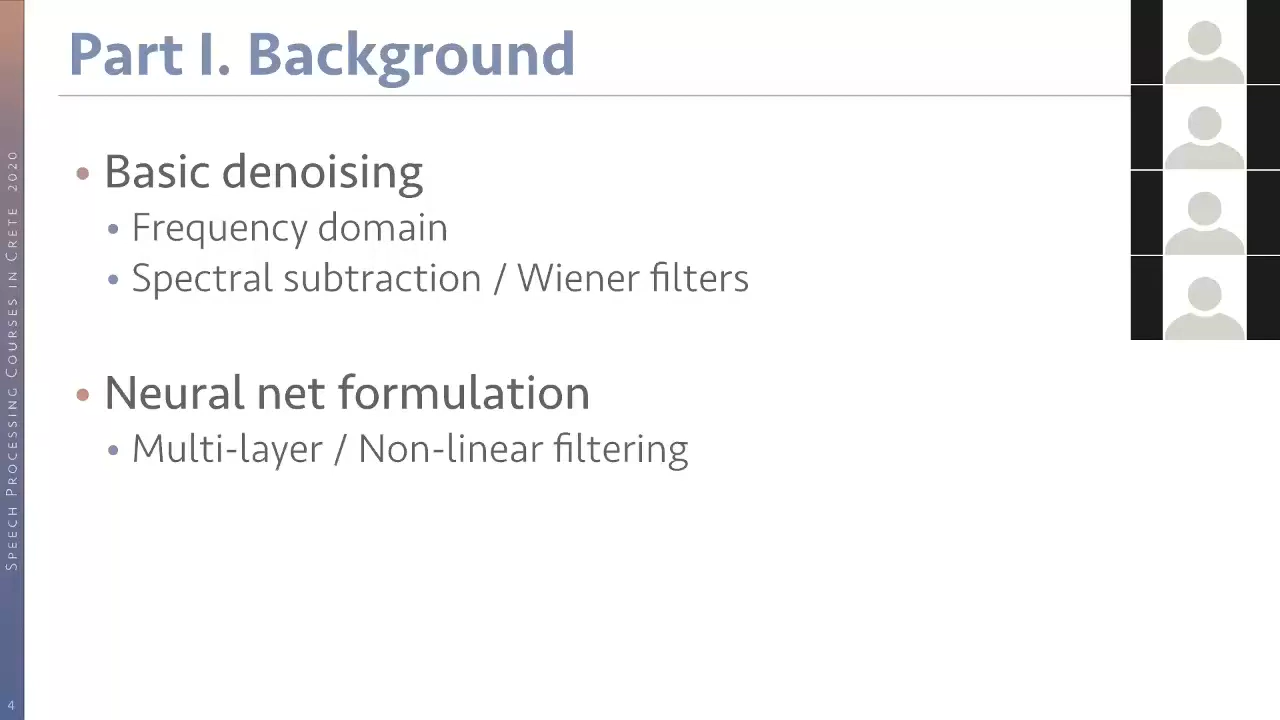 Part I. Background
• Basic denoising
• Frequency domain
• Spectral subtraction / Wiener filters
• Neural net formulation
• Multi-layer / Non-linear filtering
Speech Processing Courses in Crete 2020
4